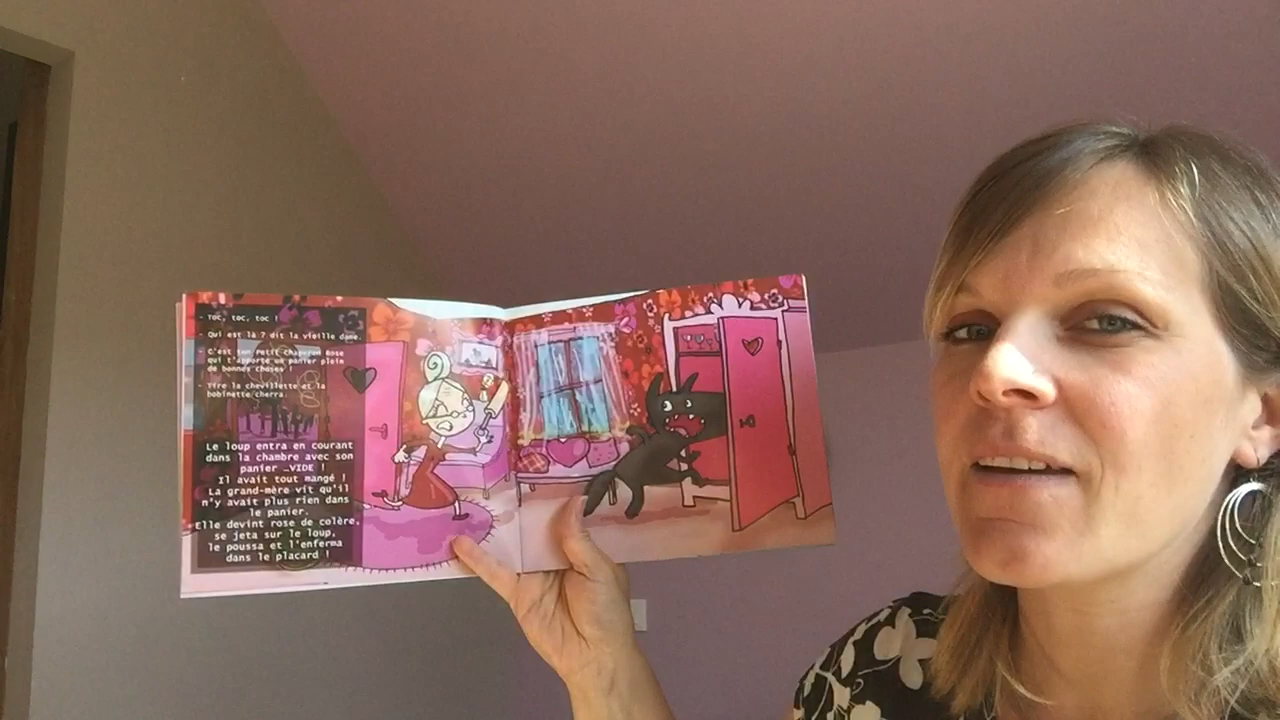 - Toc, toc, toc !
- Qui est là ? dit la vieille dame.
- C'est ton Petit Chaperon Rose
qui t'apporte un panier plein
de bonnes choses !
- Tire la chevillette et la
bobinette cherra.
Le loup entra en courant
dans la chambre avec son
panier …VIDE !
Il avait tout mangé !
La grand-mère vit qu'il
n'y avait plus rien dans
le panier.
Elle devint rose de colère,
se jeta sur le loup,
le poussa et l'enferma
dans le placard !